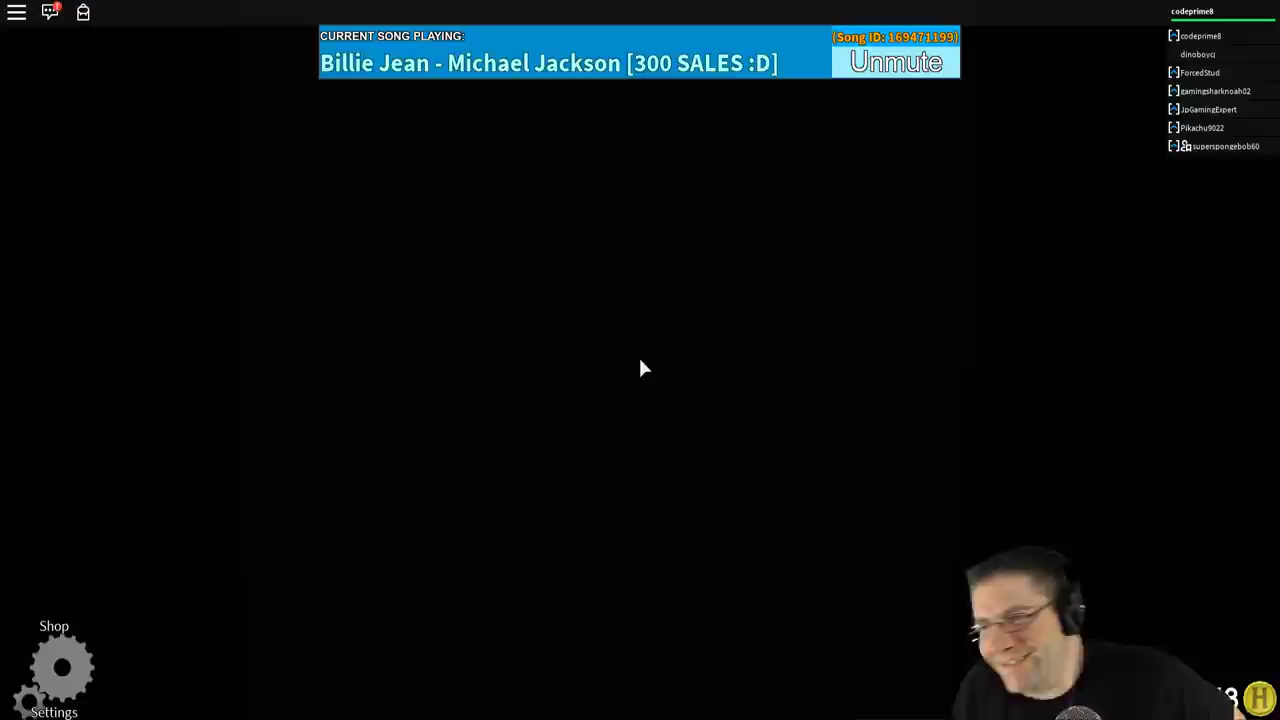 codeprime8
CURRENT SONG PLAYING:
(Song ID: 169471199)
Billie Jean - Michael Jackson [300 SALES :D]
Unmute
codeprime8
dinoboycj
ForcedStud
gamingsharknoah02
JpGamingExpert
Pikachu9022
superspongebob60
Shop
Settings
H